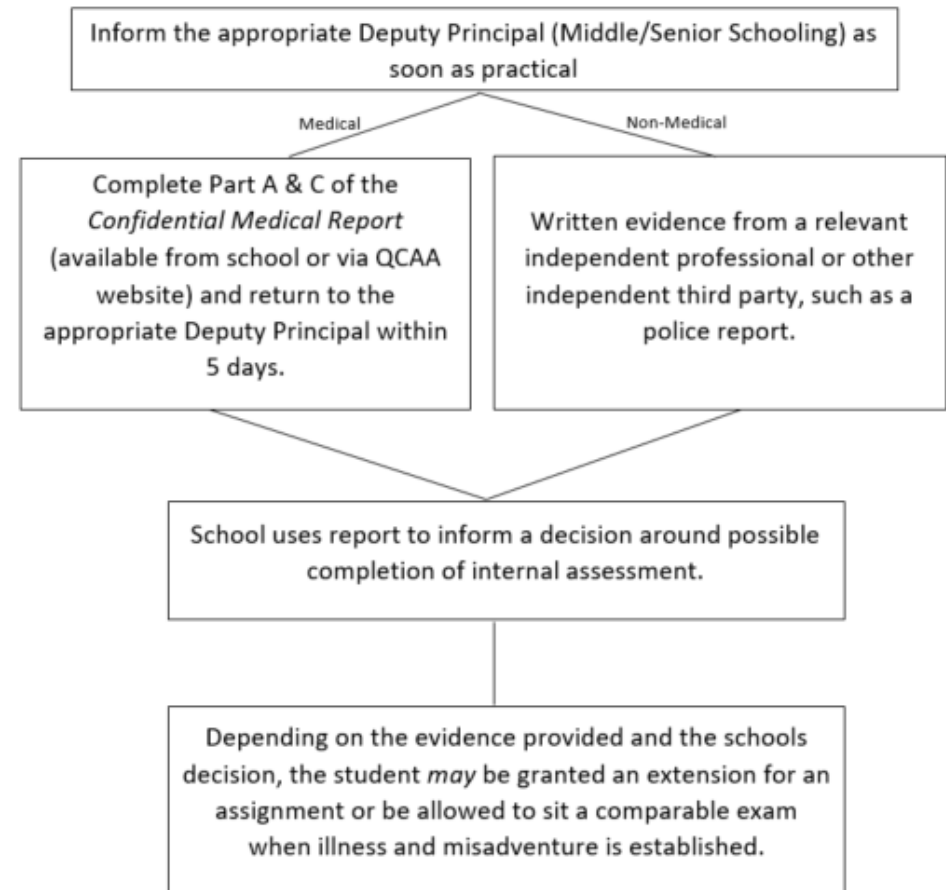 Inform the appropriate Deputy Principal (Middle/Senior Schooling) as
soon as practical
Medical
Non-Medical
Complete Part A & C of the
Confidential Medical Report
(available from school or via QCAA
website) and return to the
appropriate Deputy Principal within
5 days.
Written evidence from a relevant
independent professional or other
independent third party, such as a
police report.
School uses report to inform a decision around possible
completion of internal assessment.
Depending on the evidence provided and the schools
decision, the student may be granted an extension for an
assignment or be allowed to sit a comparable exam
when illness and misadventure is established.